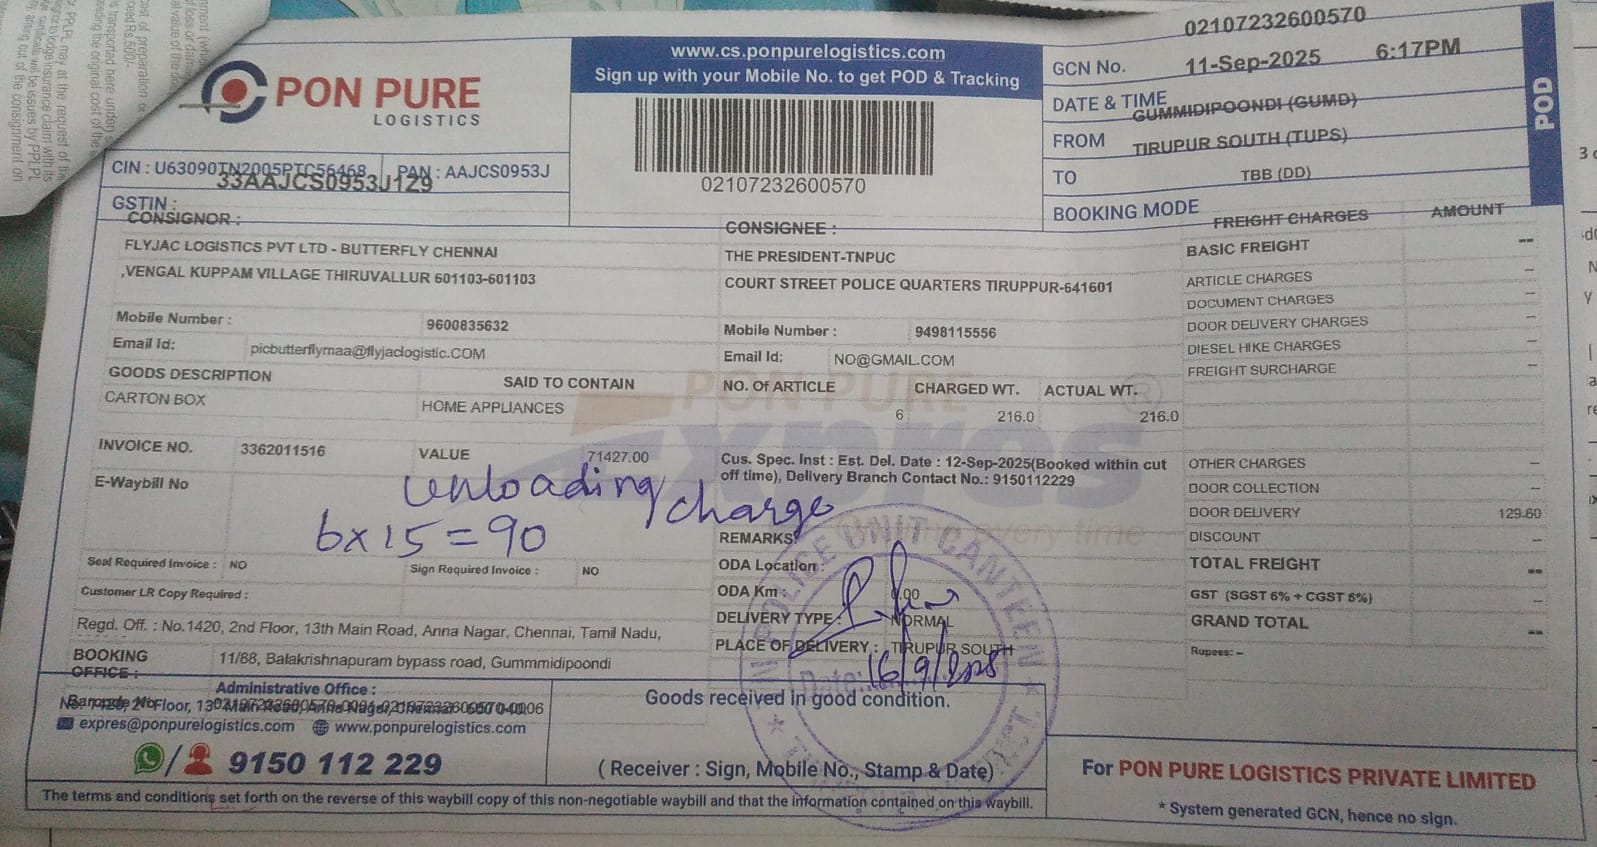 PON PURE
LOGISTICS
CIN : U63090TN2005PTC56468 PAN : AAJCS0953J
33AAJCS0953J1Z9
GSTIN :
www.cs.ponpurelogistics.com
Sign up with your Mobile No. to get POD & Tracking
02107232600570
02107232600570
GCN No. 11-Sep-2025 6:17PM
DATE & TIME
GUMMIDIPOONDI (GUMD)
FROM TIRUPUR SOUTH (TUPS)
TO TBB (DD)
BOOKING MODE
POD
CONSIGNOR :
FLYJAC LOGISTICS PVT LTD - BUTTERFLY CHENNAI
,VENGAL KUPPAM VILLAGE THIRUVALLUR 601103-601103
Mobile Number : 9600835632
Email Id: picbutterflymaa@flyjaclogistic.COM
CONSIGNEE :
THE PRESIDENT-TNPUC
COURT STREET POLICE QUARTERS TIRUPPUR-641601
Mobile Number : 9498115556
Email Id: NO@GMAIL.COM
GOODS DESCRIPTION SAID TO CONTAIN NO. Of ARTICLE CHARGED WT. ACTUAL WT.
CARTON BOX HOME APPLIANCES 6 216.0 216.0
INVOICE NO. 3362011516 VALUE 71427.00
E-Waybill No
unloading charge
6x15=90
Cus. Spec. Inst : Est. Del. Date : 12-Sep-2025(Booked within cut
off time), Delivery Branch Contact No.: 9150112229
REMARKS:
ODA Location :
ODA Km :
DELIVERY TYPE : NORMAL
PLACE OF DELIVERY : TIRUPUR SOUTH
16/9/2025
Seal Required Invoice : NO Sign Required Invoice : NO
Customer LR Copy Required :
Regd. Off. : No.1420, 2nd Floor, 13th Main Road, Anna Nagar, Chennai, Tamil Nadu,
BOOKING
OFFICE : 11/88, Balakrishnapuram bypass road, Gummmidipoondi
Administrative Office :
expres@ponpurelogistics.com www.ponpurelogistics.com
/ 9150 112 229
Goods received in good condition.
( Receiver : Sign, Mobile No., Stamp & Date)
POLICE UNIT CANTEEN
The terms and conditions set forth on the reverse of this waybill copy of this non-negotiable waybill and that the information contained on this waybill.
FREIGHT CHARGES AMOUNT
BASIC FREIGHT --
ARTICLE CHARGES –
DOCUMENT CHARGES –
DOOR DELIVERY CHARGES –
DIESEL HIKE CHARGES –
FREIGHT SURCHARGE –
OTHER CHARGES –
DOOR COLLECTION –
DOOR DELIVERY 129.60
DISCOUNT –
TOTAL FREIGHT --
GST (SGST 6% + CGST 6%) –
GRAND TOTAL --
Rupees: –
For PON PURE LOGISTICS PRIVATE LIMITED
* System generated GCN, hence no sign.